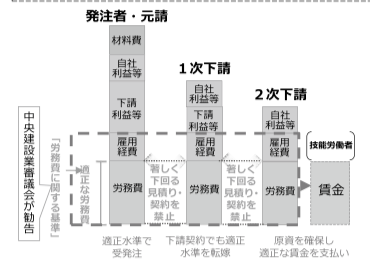 発注者・元請
材料費
自社
利益等
下請
利益等
雇用
経費
労務費
1次下請
自社
利益等
下請
利益等
雇用
経費
労務費
2次下請
自社
利益等
雇用
経費
労務費
技能労働者
賃金
中央建設業審議会が勧告
「労務費に関する基準」
適正な労務費
著しく
下回る
見積り・
契約を
禁止
著しく
下回る
見積り・
契約を
禁止
適正水準で
受発注
下請契約でも適正
水準を転嫁
原資を確保し
適正な賃金を支払い